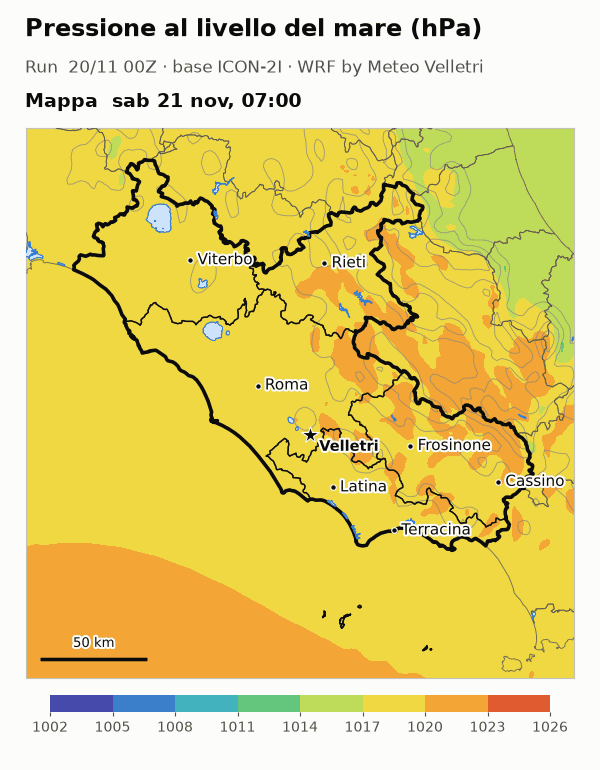 Pressione al livello del mare (hPa)
Run  20/11 00Z · base ICON-2I · WRF by Meteo Velletri
Mappa  sab 21 nov, 07:00
Viterbo
Rieti
Roma
Velletri
Frosinone
Latina
Cassino
Terracina
50 km
1002 1005 1008 1011 1014 1017 1020 1023 1026